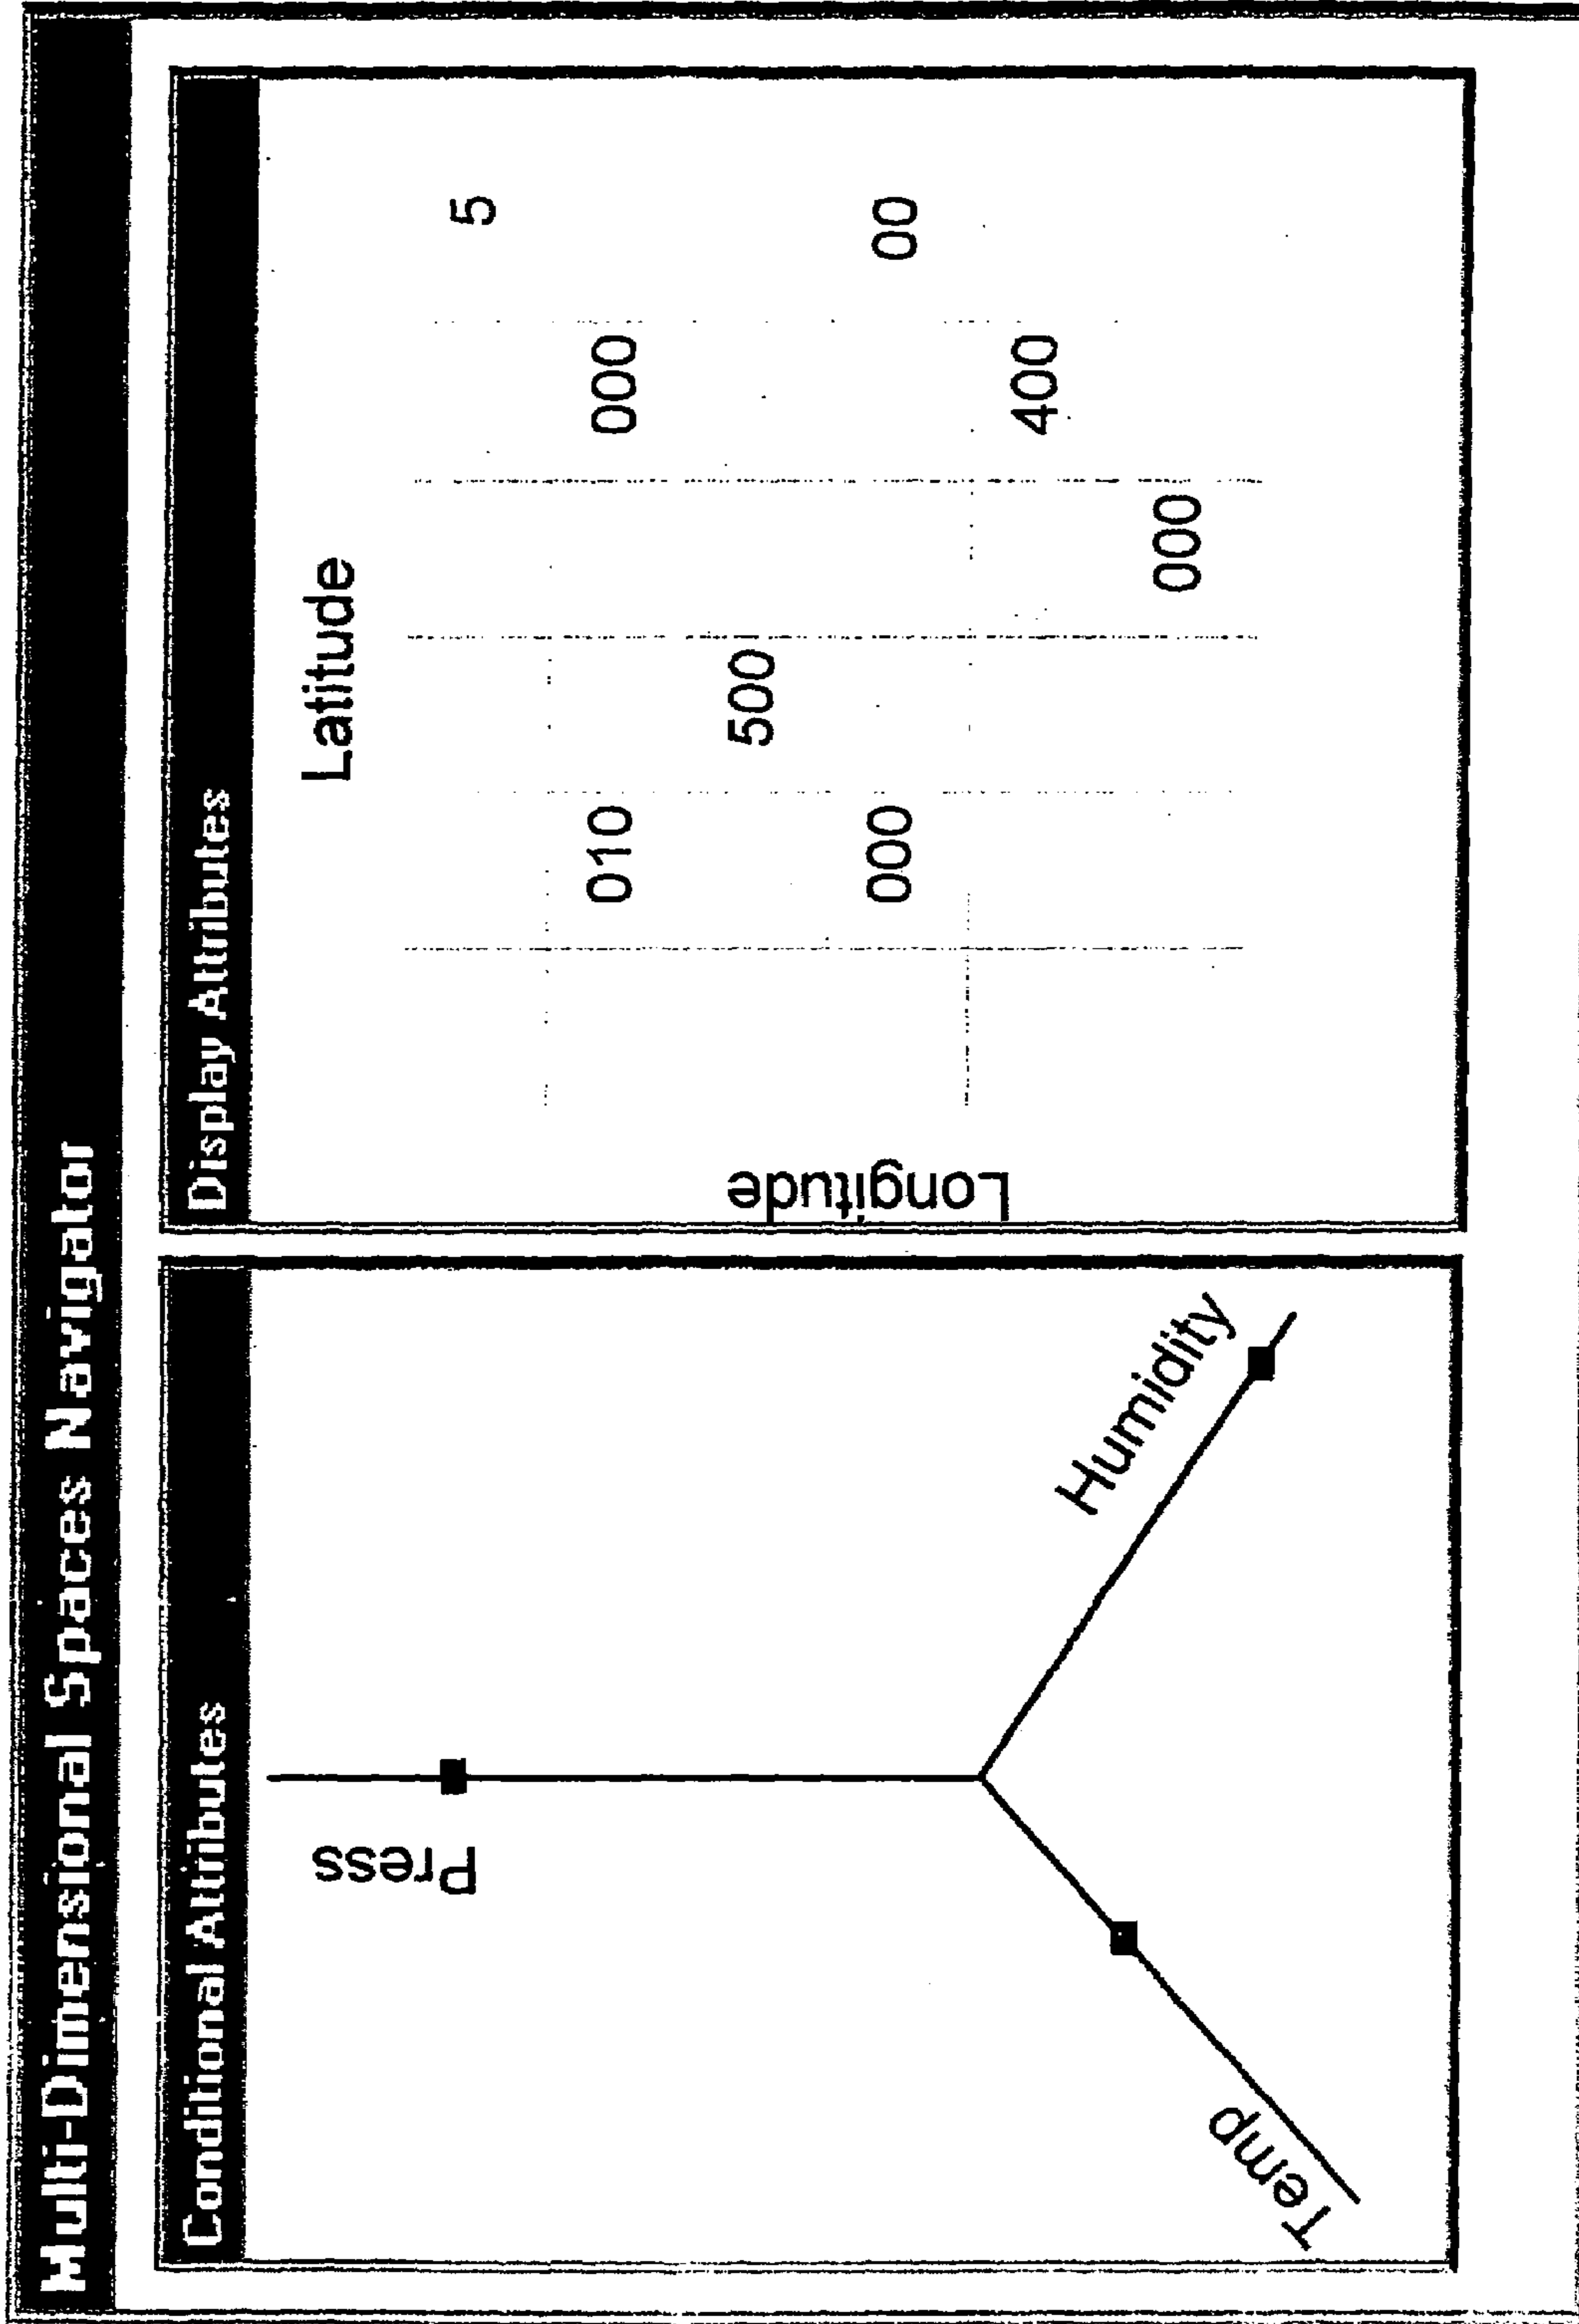 Multi-Dimensional Spaces Navigator
Conditional Attributes
Press
Humidity
Temp
Display Attributes
Latitude
Longitude
5
010 000
500
000 00
400
000